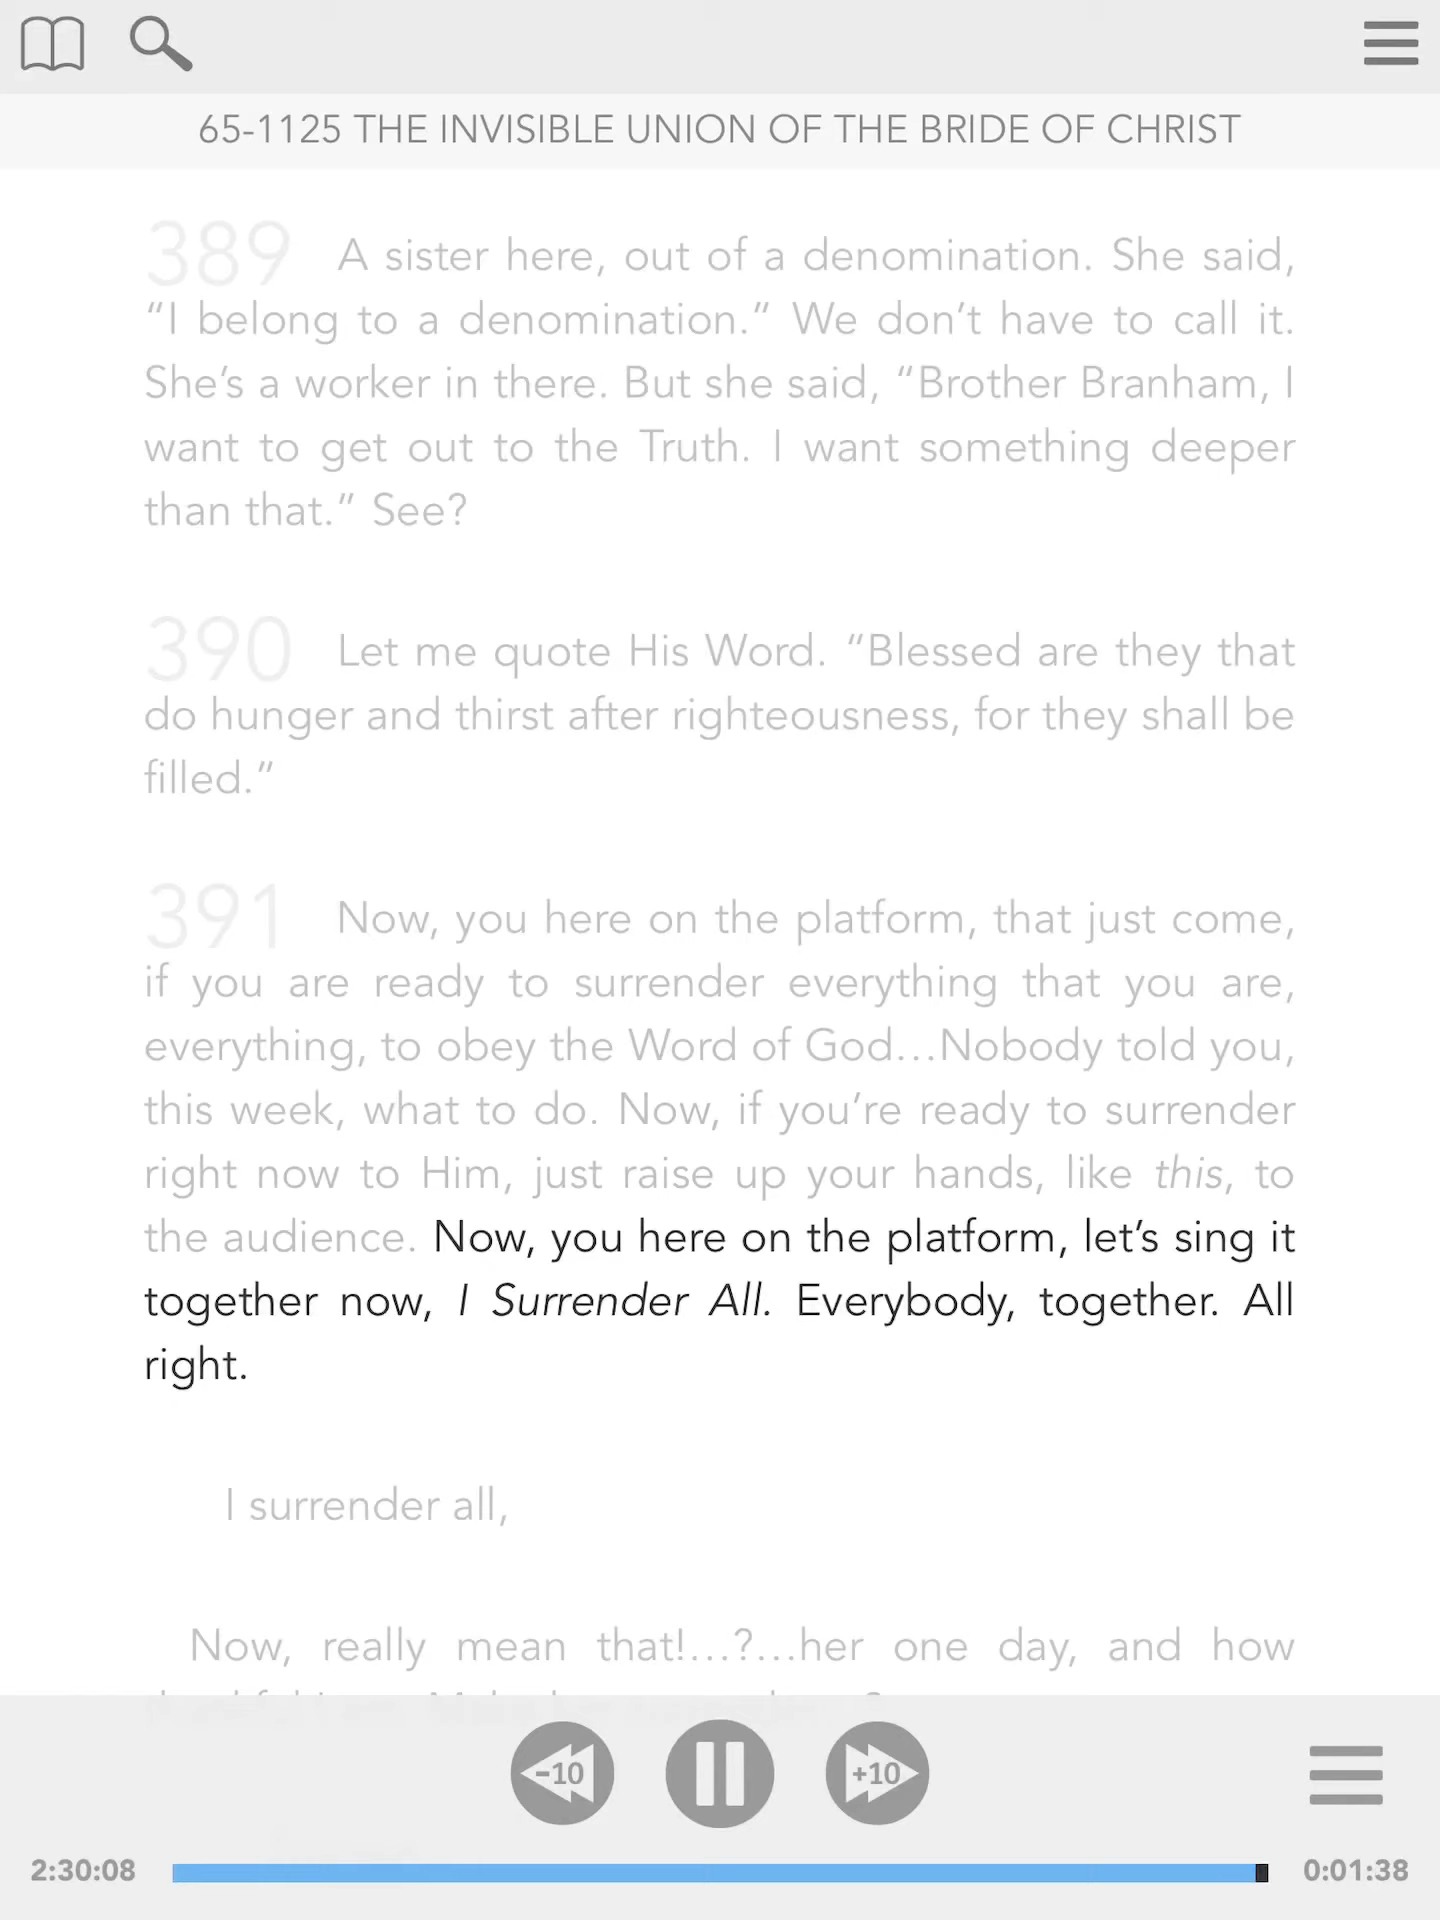 65-1125 THE INVISIBLE UNION OF THE BRIDE OF CHRIST
389 A sister here, out of a denomination. She said,
“I belong to a denomination.” We don’t have to call it.
She’s a worker in there. But she said, “Brother Branham, I
want to get out to the Truth. I want something deeper
than that.” See?
390 Let me quote His Word. “Blessed are they that
do hunger and thirst after righteousness, for they shall be
filled.”
391 Now, you here on the platform, that just come,
if you are ready to surrender everything that you are,
everything, to obey the Word of God…Nobody told you,
this week, what to do. Now, if you’re ready to surrender
right now to Him, just raise up your hands, like this, to
the audience. Now, you here on the platform, let’s sing it
together now, I Surrender All. Everybody, together. All
right.
I surrender all,
Now, really mean that!…?…her one day, and how
-10 +10
2:30:08 0:01:38